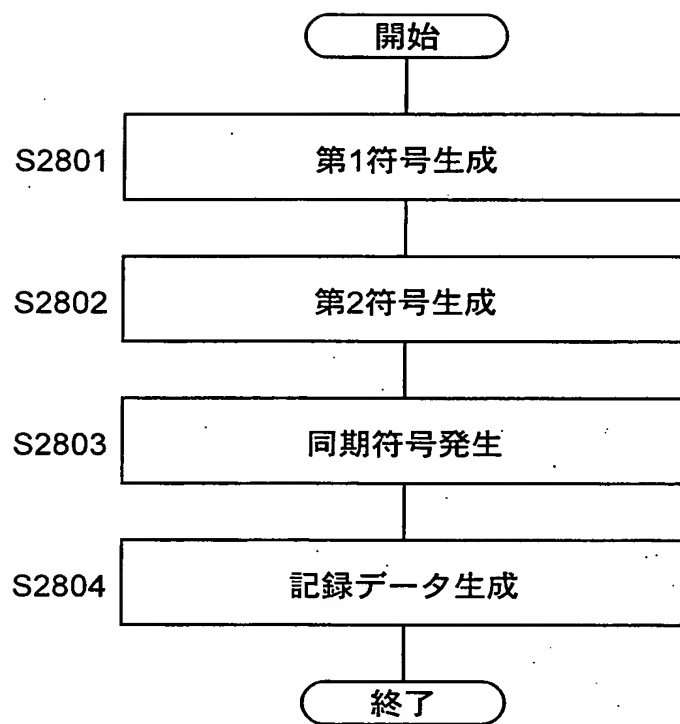 開始
S2801 第1符号生成
S2802 第2符号生成
S2803 同期符号発生
S2804 記録データ生成
終了